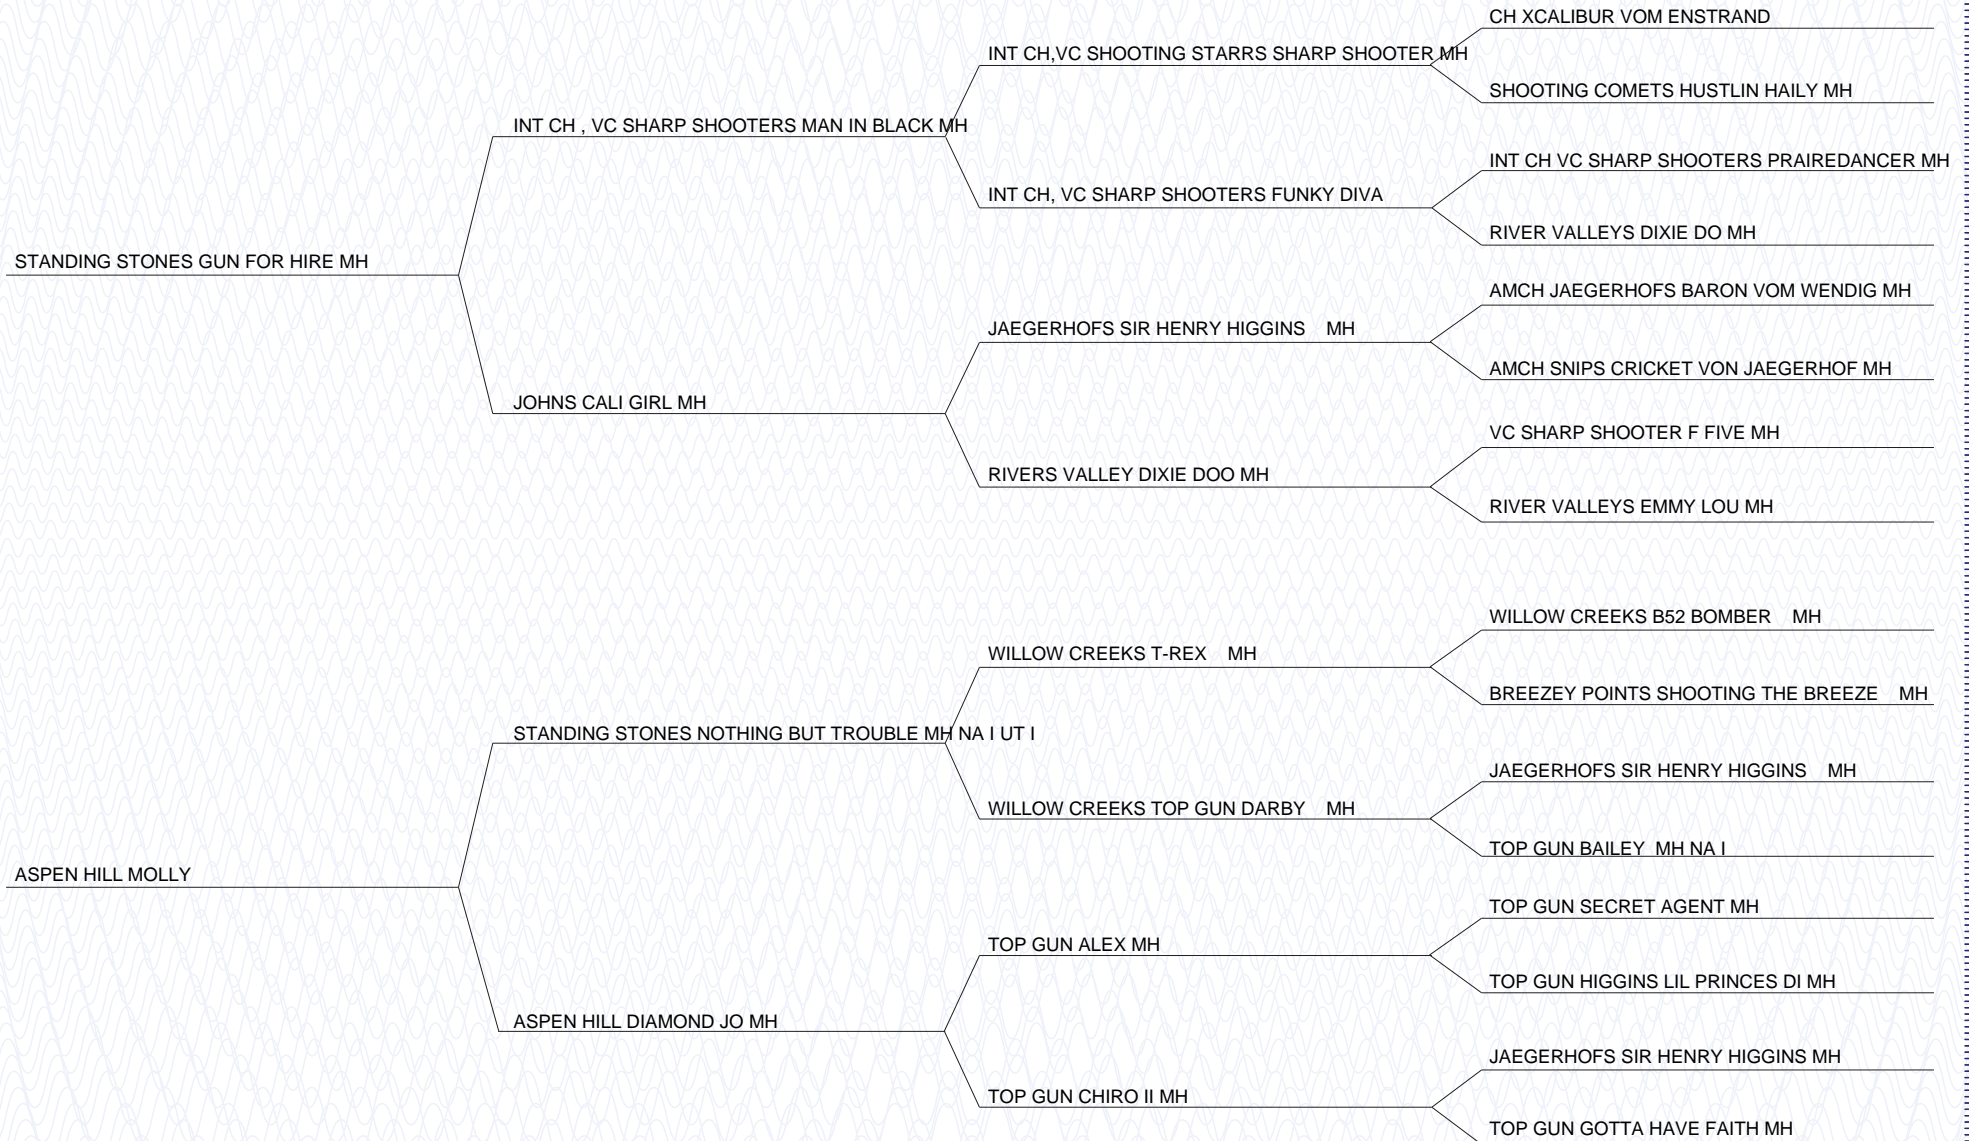 CH XCALIBUR VOM ENSTRAND
INT CH,VC SHOOTING STARRS SHARP SHOOTER MH
SHOOTING COMETS HUSTLIN HAILY MH
INT CH , VC SHARP SHOOTERS MAN IN BLACK MH
INT CH VC SHARP SHOOTERS PRAIREDANCER MH
INT CH, VC SHARP SHOOTERS FUNKY DIVA
RIVER VALLEYS DIXIE DO MH
STANDING STONES GUN FOR HIRE MH
AMCH JAEGERHOFS BARON VOM WENDIG MH
JAEGERHOFS SIR HENRY HIGGINS MH
AMCH SNIPS CRICKET VON JAEGERHOF MH
JOHNS CALI GIRL MH
VC SHARP SHOOTER F FIVE MH
RIVERS VALLEY DIXIE DOO MH
RIVER VALLEYS EMMY LOU MH
WILLOW CREEKS B52 BOMBER MH
WILLOW CREEKS T-REX MH
BREEZEY POINTS SHOOTING THE BREEZE MH
STANDING STONES NOTHING BUT TROUBLE MH NA I UT I
JAEGERHOFS SIR HENRY HIGGINS MH
WILLOW CREEKS TOP GUN DARBY MH
TOP GUN BAILEY MH NA I
ASPEN HILL MOLLY
TOP GUN SECRET AGENT MH
TOP GUN ALEX MH
TOP GUN HIGGINS LIL PRINCES DI MH
ASPEN HILL DIAMOND JO MH
JAEGERHOFS SIR HENRY HIGGINS MH
TOP GUN CHIRO II MH
TOP GUN GOTTA HAVE FAITH MH